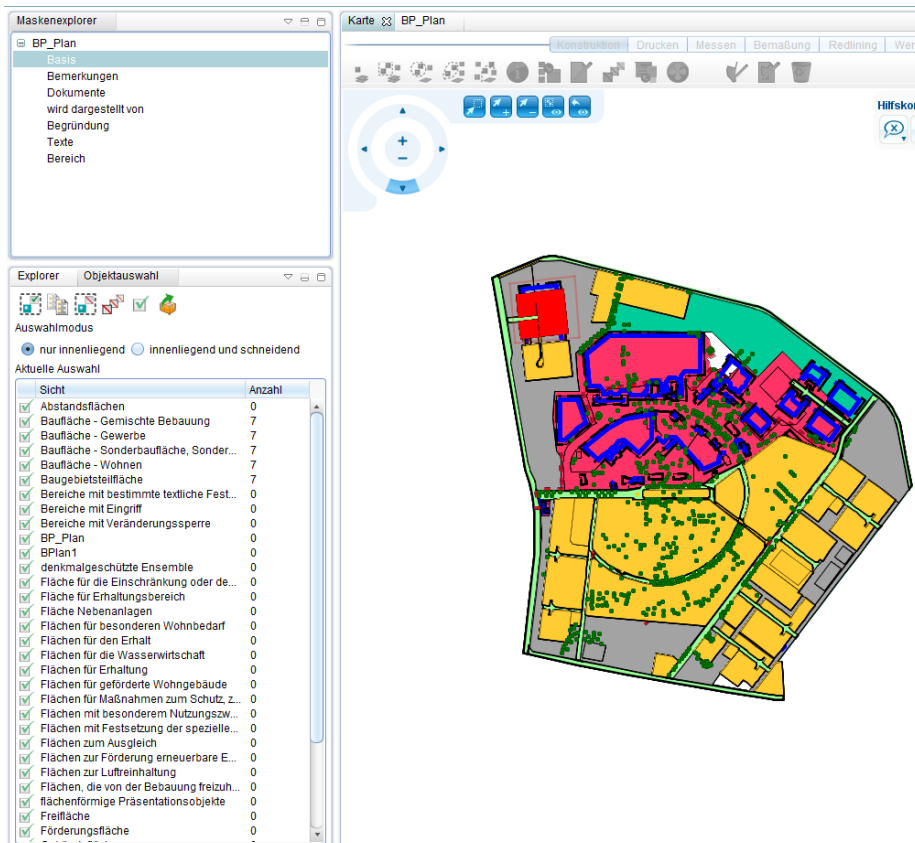 Maskenexplorer
BP_Plan
Basis
Bemerkungen
Dokumente
wird dargestellt von
Begründung
Texte
Bereich
Explorer Objektauswahl
Auswahlmodus
nur innenliegend innenliegend und schneidend
Aktuelle Auswahl
Sicht Anzahl
Abstandsflächen 0
Baufläche - Gemischte Bebauung 7
Baufläche - Gewerbe 7
Baufläche - Sonderbaufläche, Sonder... 7
Baufläche - Wohnen 7
Baugebietsteilfläche 7
Bereiche mit bestimmte textliche Fest... 0
Bereiche mit Eingriff 0
Bereiche mit Veränderungssperre 0
BP_Plan 0
BPlan1 0
denkmalgeschützte Ensemble 0
Fläche für die Einschränkung oder de... 0
Fläche für Erhaltungsbereich 0
Fläche Nebenanlagen 0
Flächen für besonderen Wohnbedarf 0
Flächen für den Erhalt 0
Flächen für die Wasserwirtschaft 0
Flächen für Erhaltung 0
Flächen für geförderte Wohngebäude 0
Flächen für Maßnahmen zum Schutz, z... 0
Flächen mit besonderem Nutzungszw... 0
Flächen mit Festsetzung der spezielle... 0
Flächen zum Ausgleich 0
Flächen zur Förderung erneuerbare E... 0
Flächen zur Luftreinhaltung 0
Flächen, die von der Bebauung freizuh... 0
flächenförmige Präsentationsobjekte 0
Freifläche 0
Förderungsfläche 0
Karte BP_Plan
Konstruktion Drucken Messen Bemaßung Redlining Wer
Hilfskon